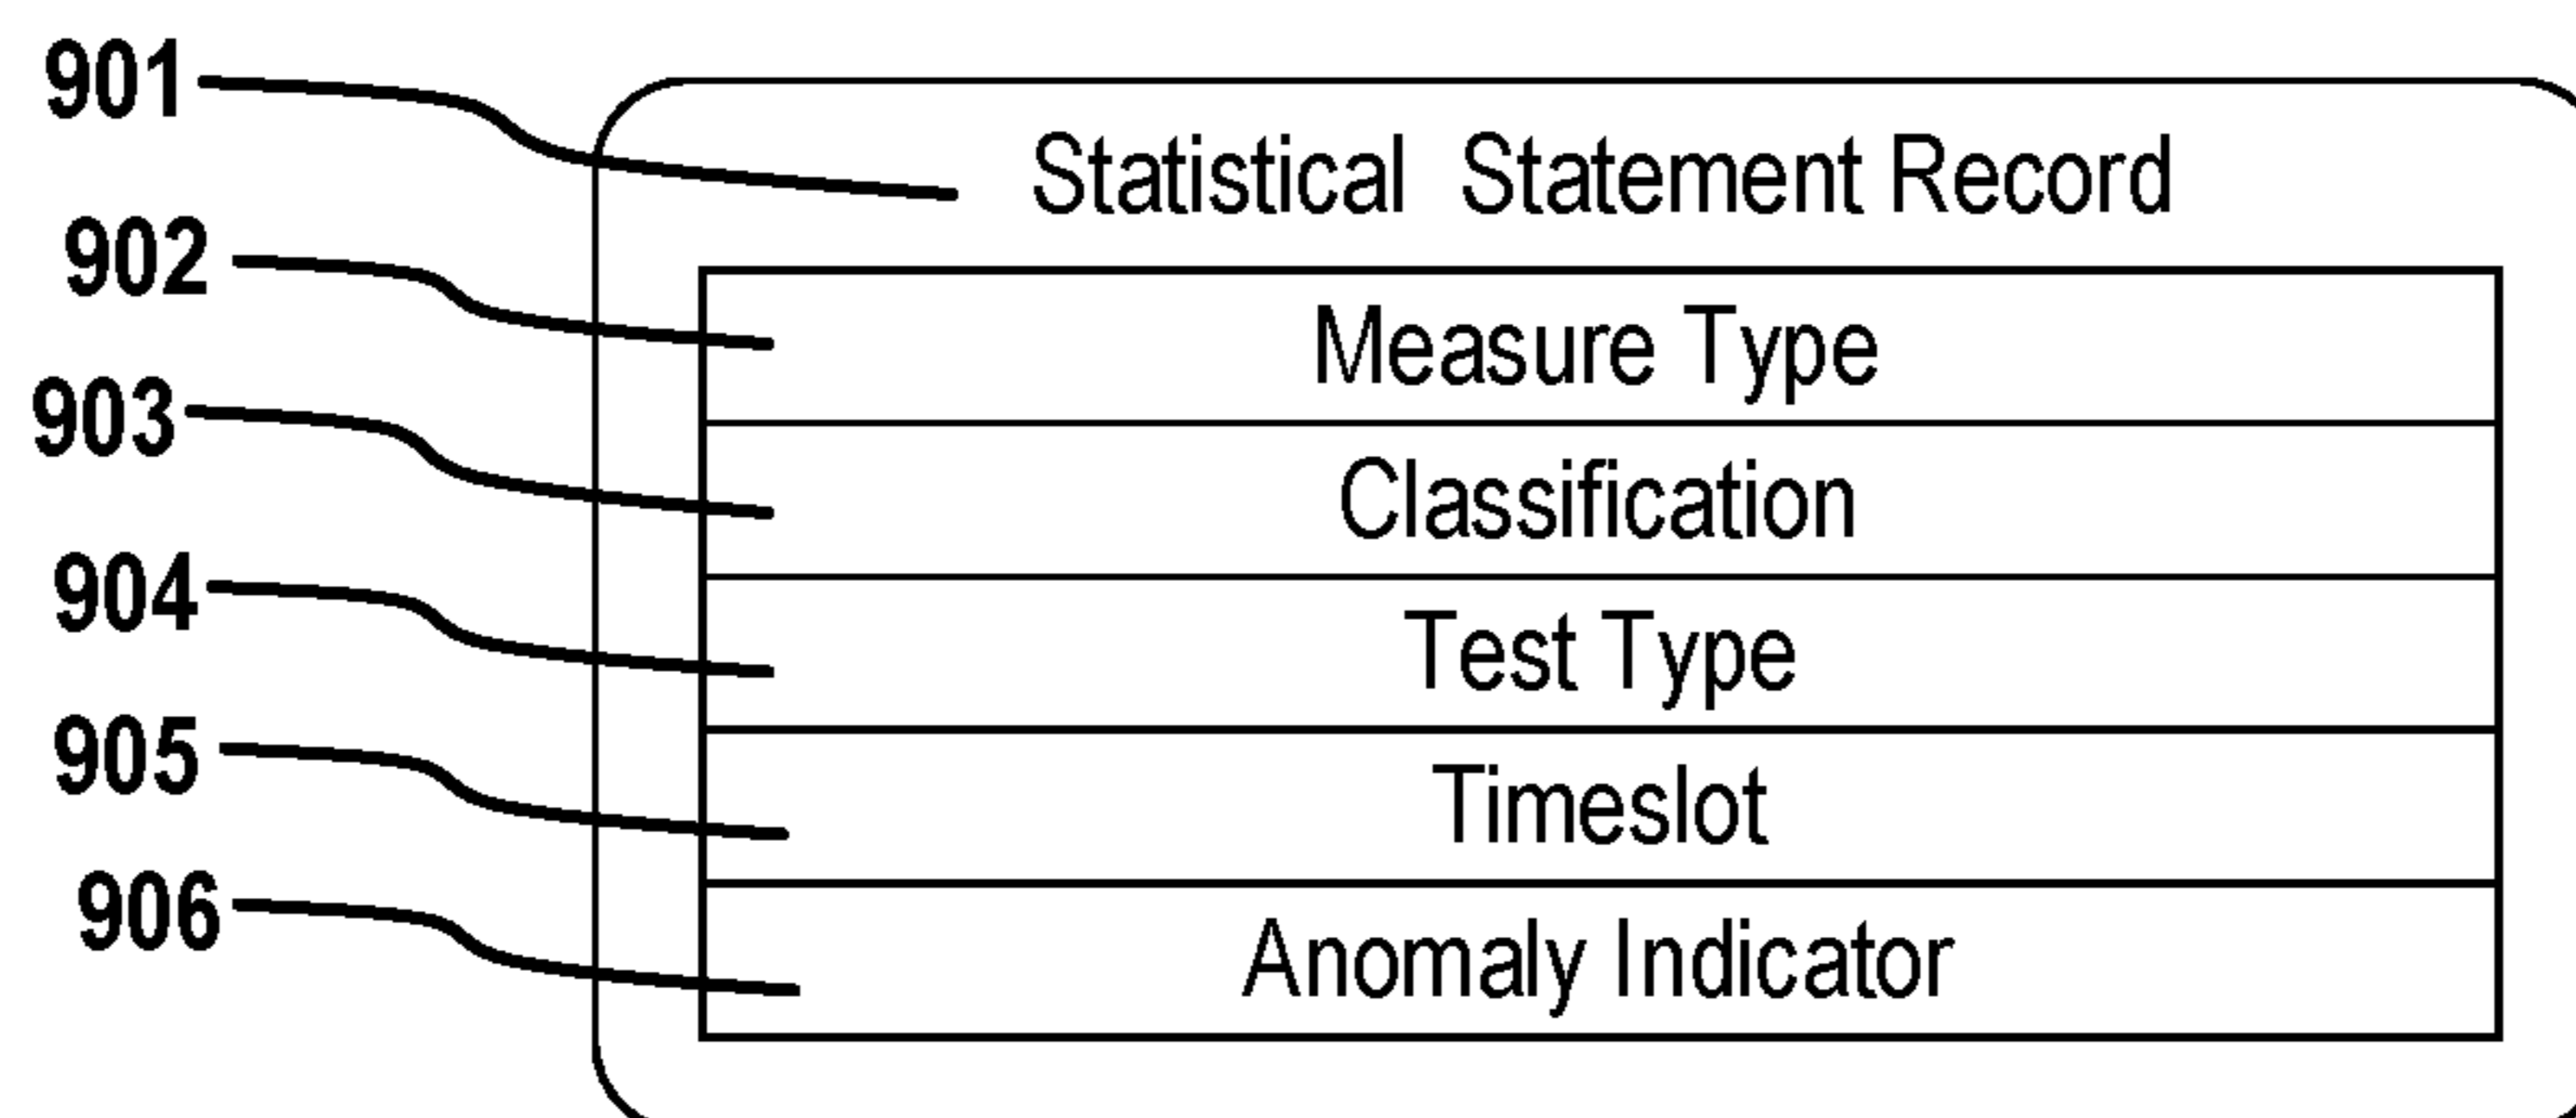 901
Statistical Statement Record
902
Measure Type
903
Classification
904
Test Type
905
Timeslot
906
Anomaly Indicator